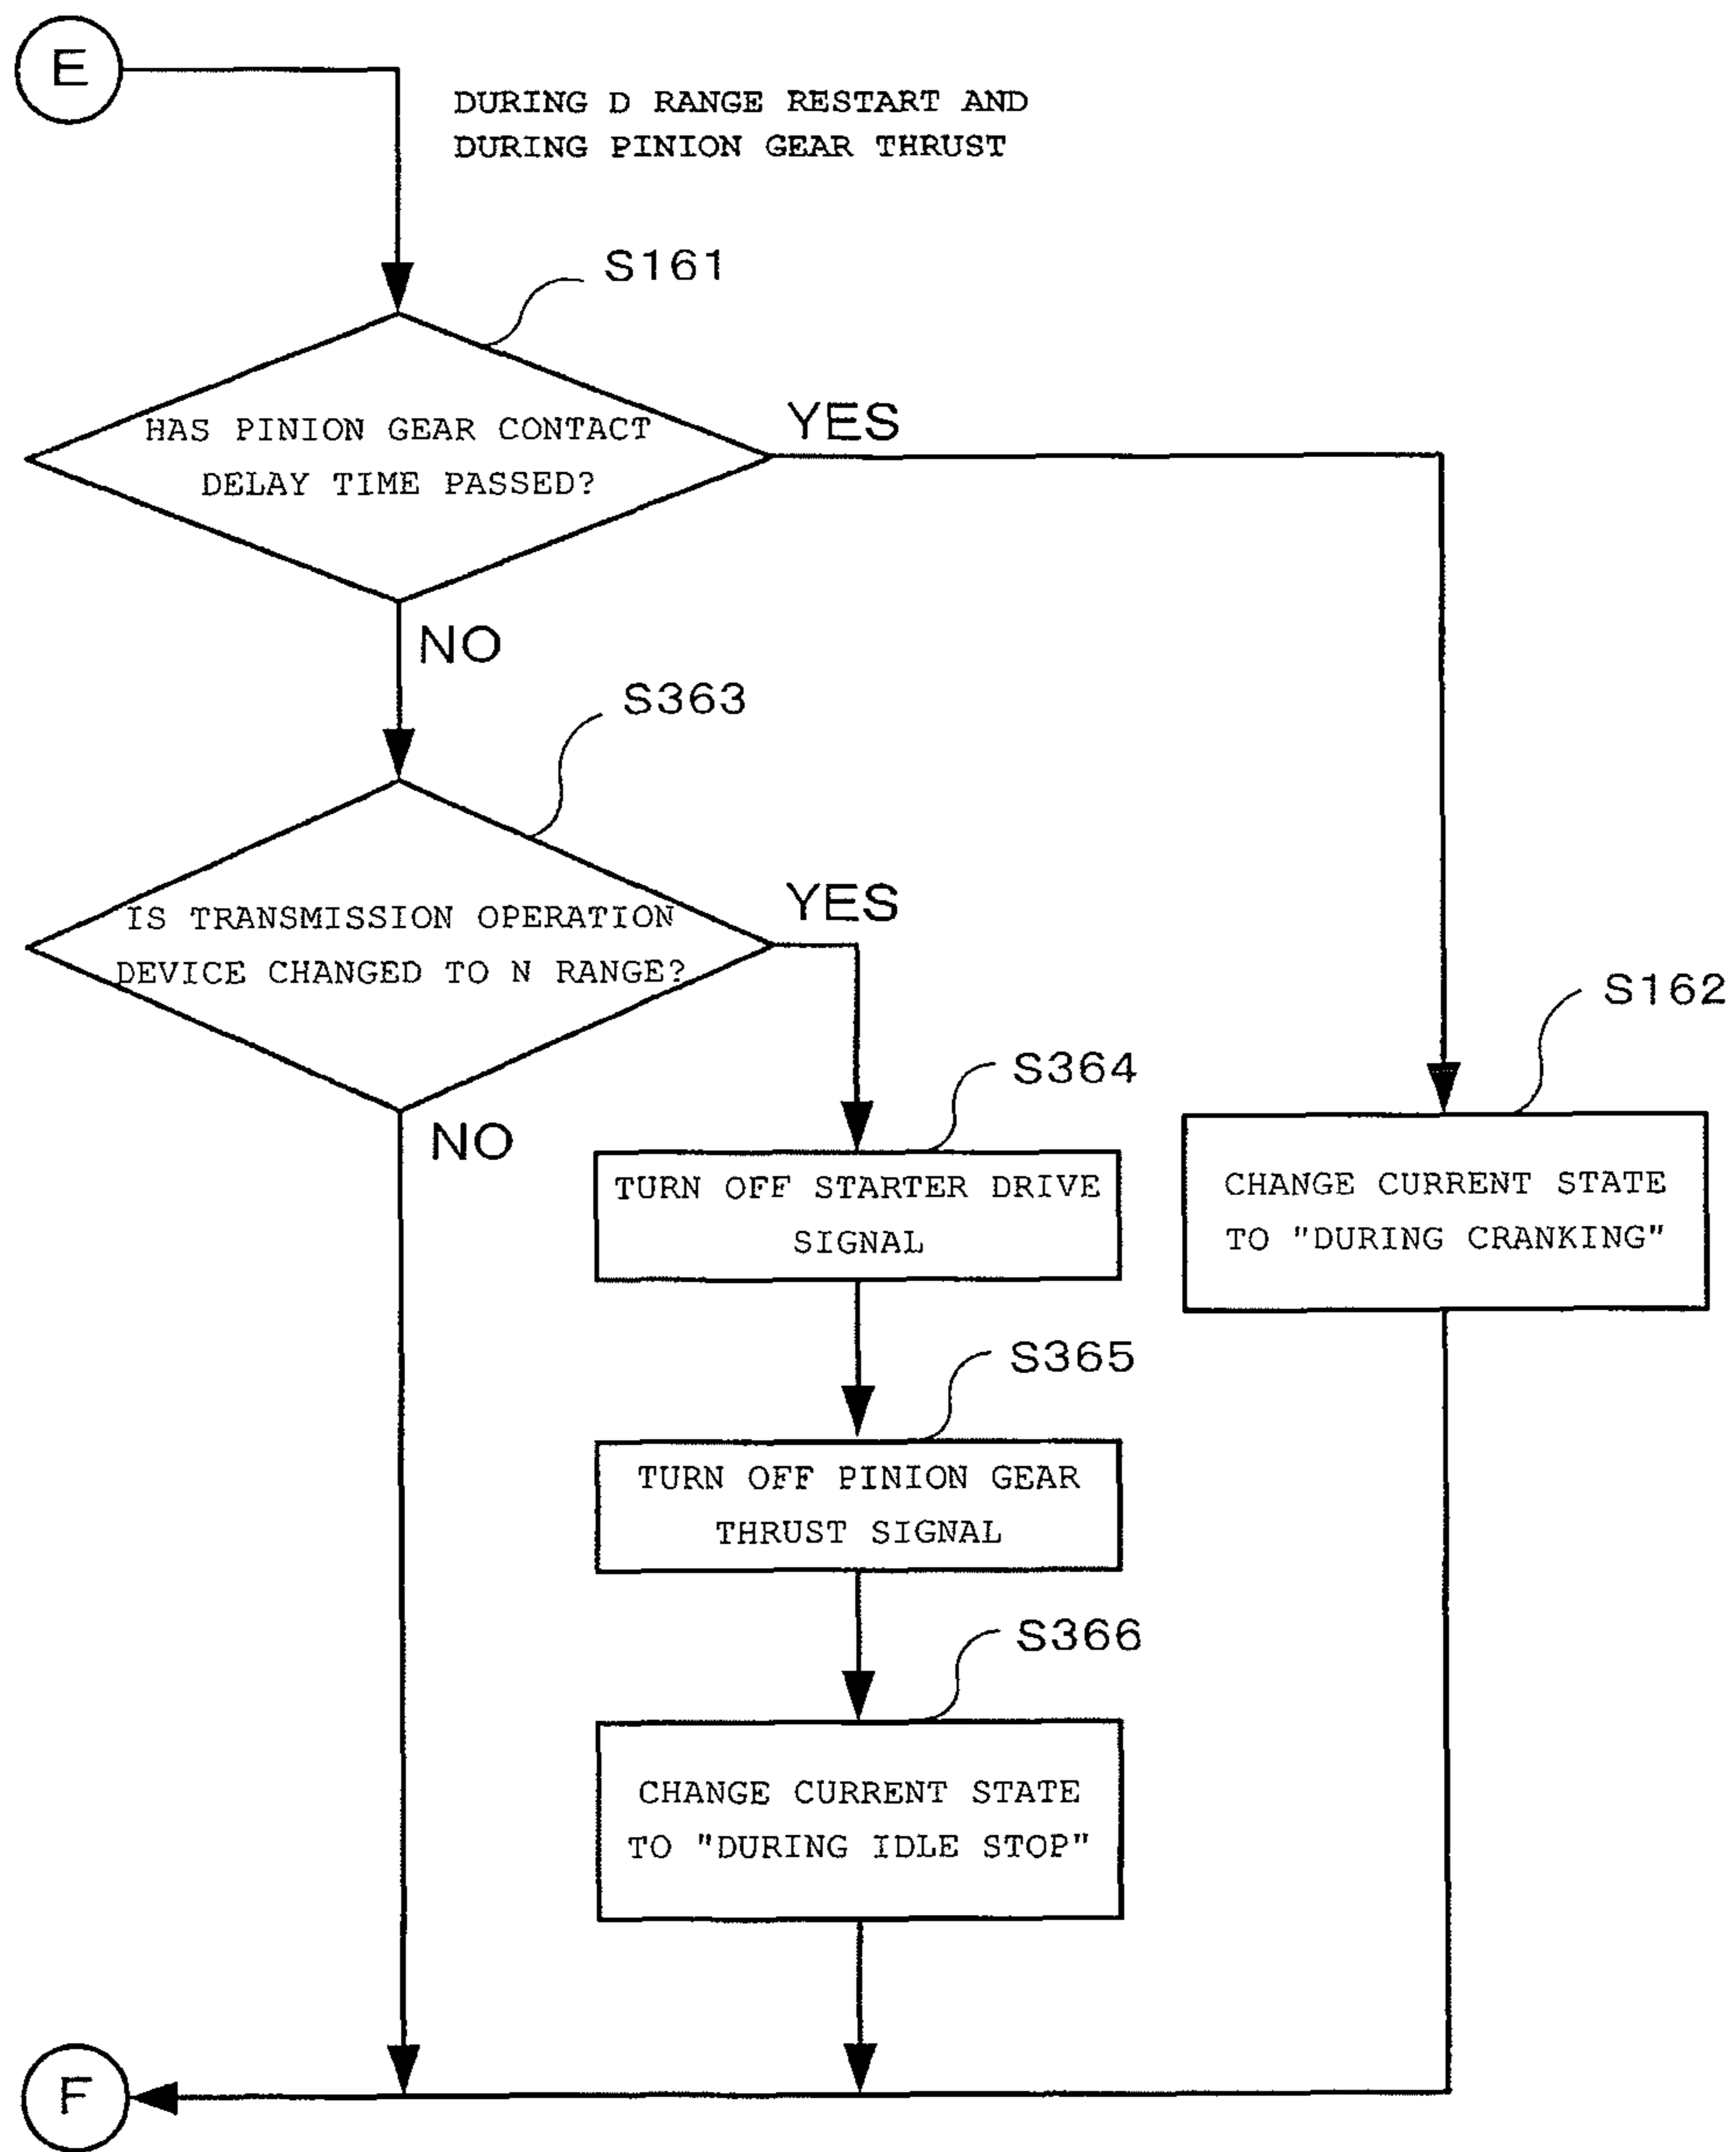 E
DURING D RANGE RESTART AND
DURING PINION GEAR THRUST
S161
HAS PINION GEAR CONTACT
DELAY TIME PASSED?
YES
NO
S363
IS TRANSMISSION OPERATION
DEVICE CHANGED TO N RANGE?
YES
NO
S364
TURN OFF STARTER DRIVE
SIGNAL
S162
CHANGE CURRENT STATE
TO "DURING CRANKING"
S365
TURN OFF PINION GEAR
THRUST SIGNAL
S366
CHANGE CURRENT STATE
TO "DURING IDLE STOP"
F